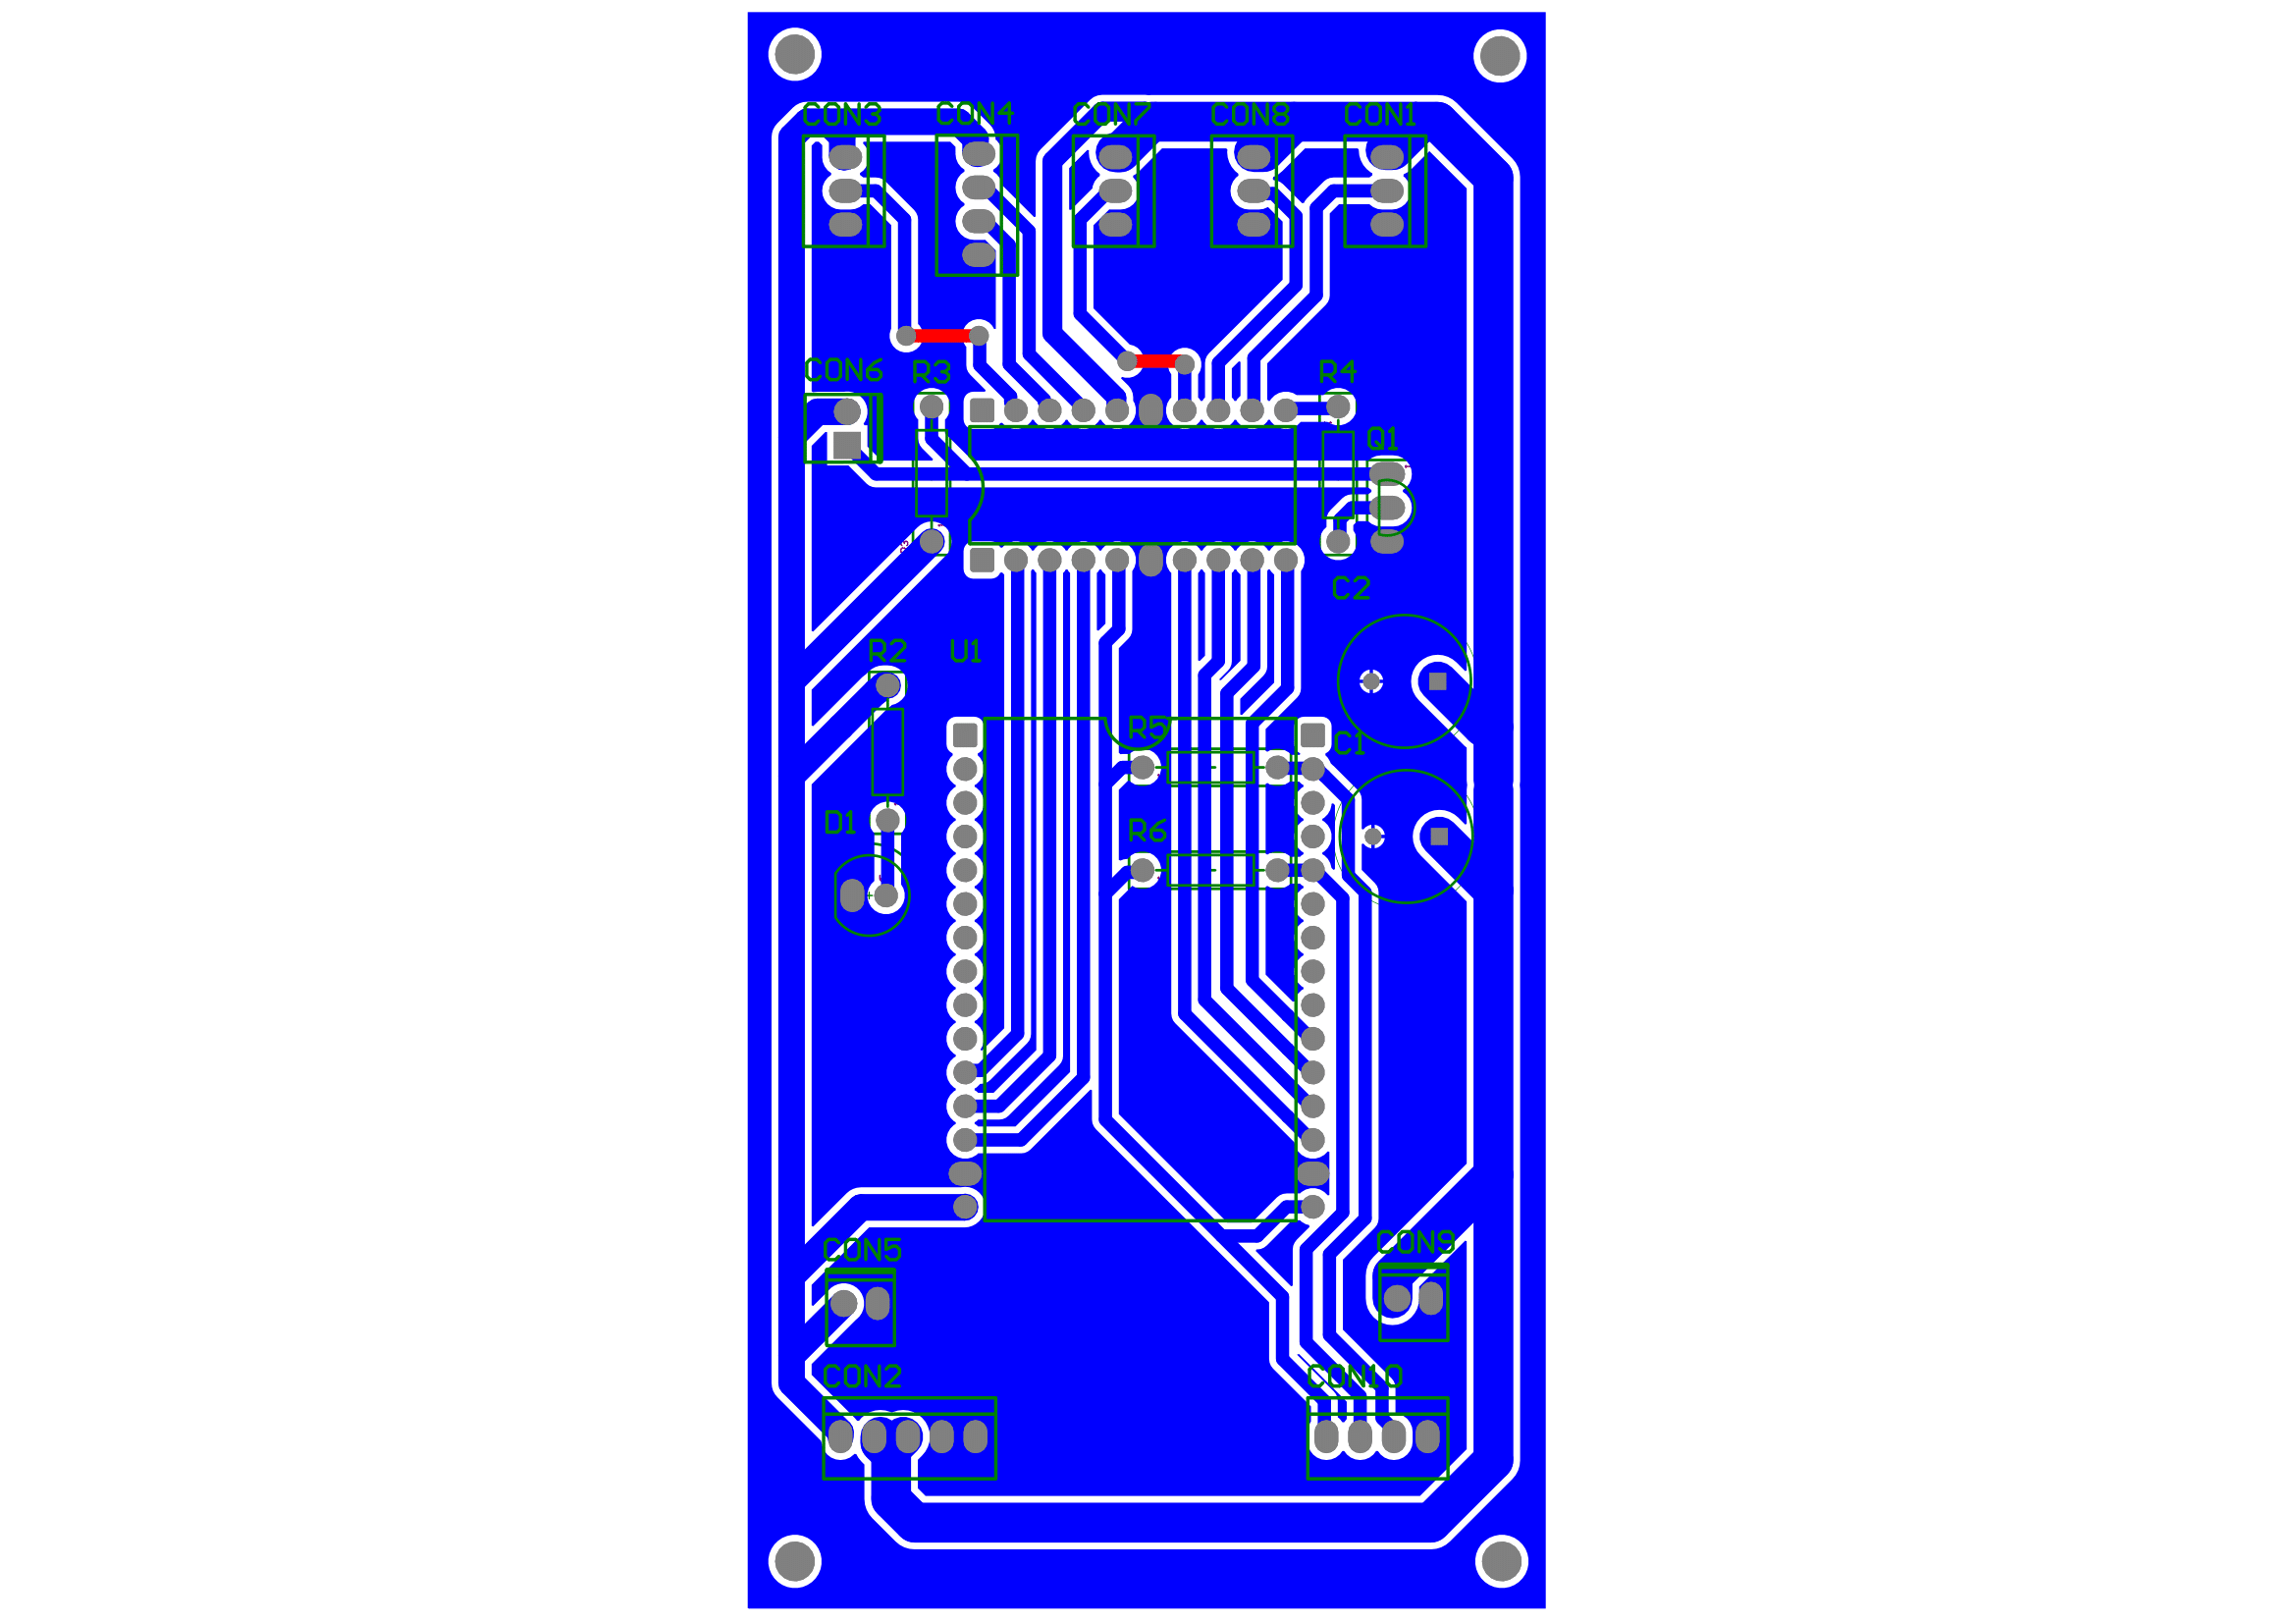 CON3 CON4 CON7 CON8 CON1
CON6 R3 R4
Q1
C2
R2 U1
R5 C1
D1 R6
CON5 CON9
CON2 CON10